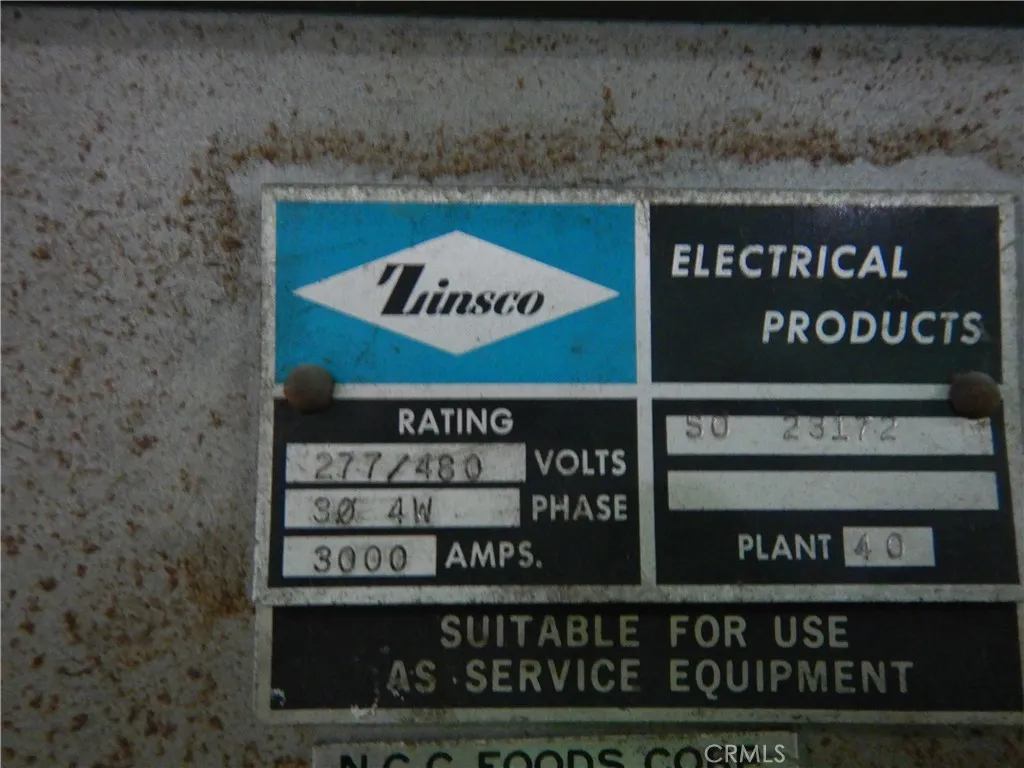 Zinsco
ELECTRICAL
PRODUCTS
RATING
277/480 VOLTS
3Ø 4W PHASE
3000 AMPS.
SO 23172
PLANT 40
SUITABLE FOR USE
AS SERVICE EQUIPMENT
FOODS
CRMLS